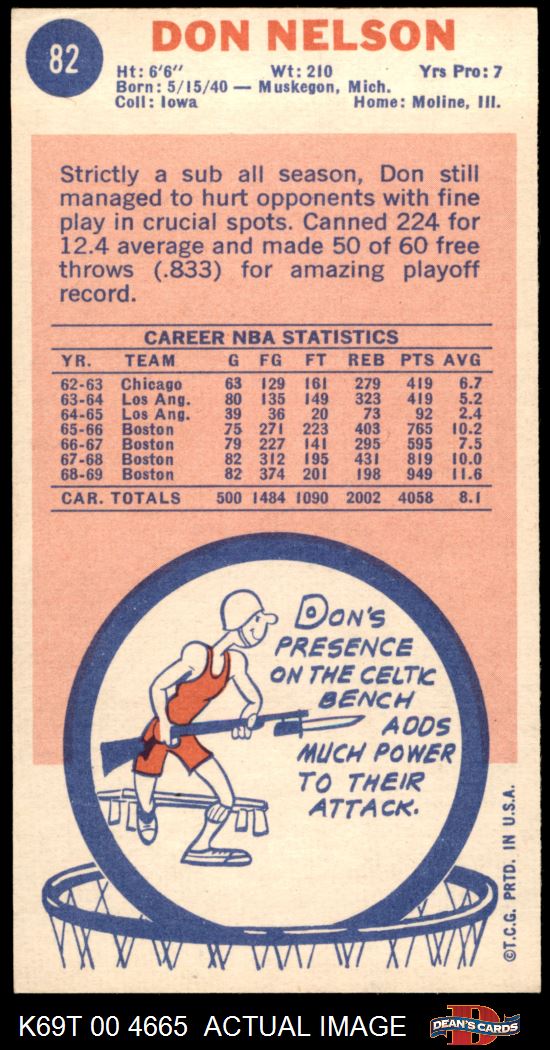 82
DON NELSON
Ht: 6'6" Wt: 210 Yrs Pro: 7
Born: 5/15/40 — Muskegon, Mich.
Coll: Iowa Home: Moline, Ill.
Strictly a sub all season, Don still
managed to hurt opponents with fine
play in crucial spots. Canned 224 for
12.4 average and made 50 of 60 free
throws (.833) for amazing playoff
record.
CAREER NBA STATISTICS
YR. TEAM G FG FT REB PTS AVG
62-63 Chicago 63 129 161 279 419 6.7
63-64 Los Ang. 80 135 149 323 419 5.2
64-65 Los Ang. 39 36 20 73 92 2.4
65-66 Boston 75 271 223 403 765 10.2
66-67 Boston 79 227 141 295 595 7.5
67-68 Boston 82 312 195 431 819 10.0
68-69 Boston 82 374 201 198 949 11.6
CAR. TOTALS 500 1484 1090 2002 4058 8.1
DON'S
PRESENCE
ON THE CELTIC
BENCH
ADDS
MUCH POWER
TO THEIR
ATTACK.
©T.C.G. PRTD. IN U.S.A.
K69T 00 4665 ACTUAL IMAGE
D
DEAN'S CARDS